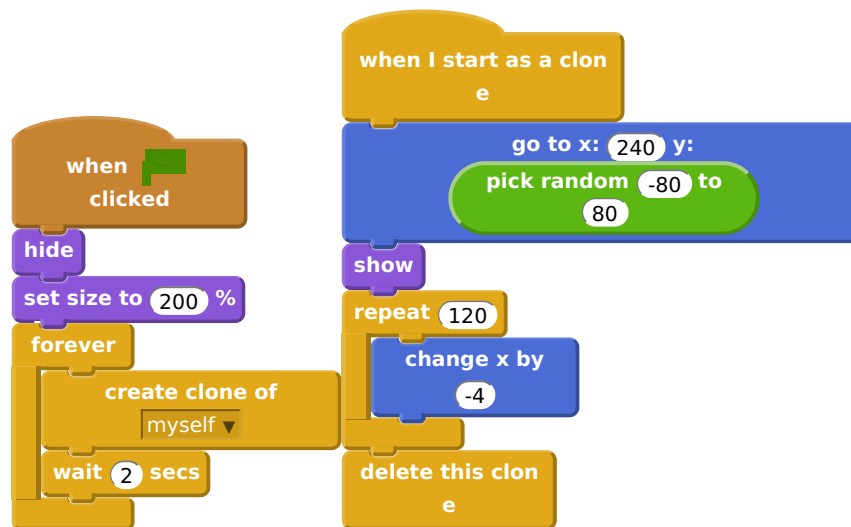 when
clicked
hide
set size to 200 %
forever
create clone of
myself ▼
wait 2 secs
when I start as a clon
e
go to x: 240 y:
pick random -80 to
80
show
repeat 120
change x by
-4
delete this clon
e